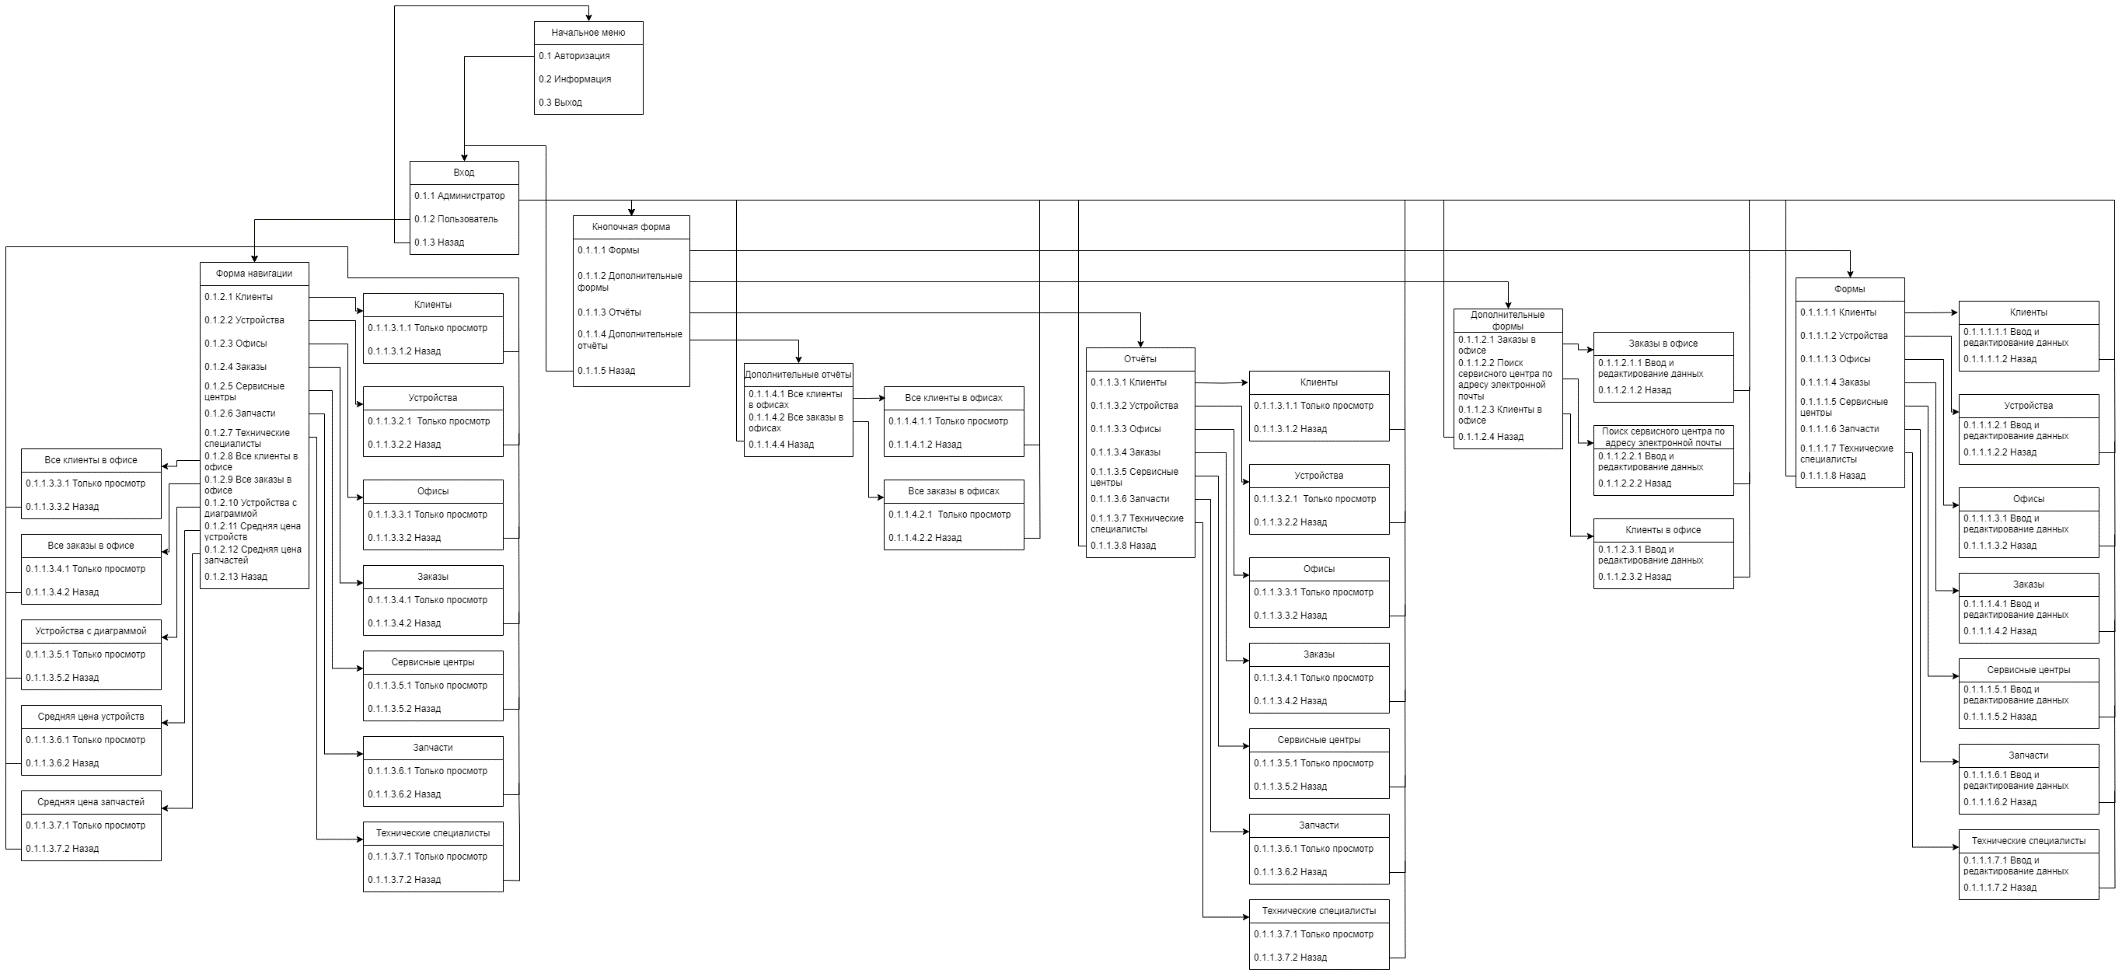 Начальное меню
0.1 Авторизация
0.2 Информация
0.3 Выход
Вход
0.1.1 Администратор
0.1.2 Пользователь
0.1.3 Назад
Форма навигации
0.1.2.1 Клиенты
0.1.2.2 Устройства
0.1.2.3 Офисы
0.1.2.4 Заказы
0.1.2.5 Сервисные
центры
0.1.2.6 Запчасти
0.1.2.7 Технические
специалисты
0.1.2.8 Все клиенты в
офисе
0.1.2.9 Все заказы в
офисе
0.1.2.10 Устройства с
диаграммой
0.1.2.11 Средняя цена
устройств
0.1.2.12 Средняя цена
запчастей
0.1.2.13 Назад
Все клиенты в офисе
0.1.1.3.3.1 Только просмотр
0.1.1.3.3.2 Назад
Все заказы в офисе
0.1.1.3.4.1 Только просмотр
0.1.1.3.4.2 Назад
Устройства с диаграммой
0.1.1.3.5.1 Только просмотр
0.1.1.3.5.2 Назад
Средняя цена устройств
0.1.1.3.6.1 Только просмотр
0.1.1.3.6.2 Назад
Средняя цена запчастей
0.1.1.3.7.1 Только просмотр
0.1.1.3.7.2 Назад
Клиенты
0.1.1.3.1.1 Только просмотр
0.1.1.3.1.2 Назад
Устройства
0.1.1.3.2.1 Только просмотр
0.1.1.3.2.2 Назад
Офисы
0.1.1.3.3.1 Только просмотр
0.1.1.3.3.2 Назад
Заказы
0.1.1.3.4.1 Только просмотр
0.1.1.3.4.2 Назад
Сервисные центры
0.1.1.3.5.1 Только просмотр
0.1.1.3.5.2 Назад
Запчасти
0.1.1.3.6.1 Только просмотр
0.1.1.3.6.2 Назад
Технические специалисты
0.1.1.3.7.1 Только просмотр
0.1.1.3.7.2 Назад
Кнопочная форма
0.1.1.1 Формы
0.1.1.2 Дополнительные
формы
0.1.1.3 Отчёты
0.1.1.4 Дополнительные
отчёты
0.1.1.5 Назад
Дополнительные отчёты
0.1.1.4.1 Все клиенты
в офисах
0.1.1.4.2 Все заказы в
офисах
0.1.1.4.4 Назад
Все клиенты в офисах
0.1.1.4.1.1 Только просмотр
0.1.1.4.1.2 Назад
Все заказы в офисах
0.1.1.4.2.1 Только просмотр
0.1.1.4.2.2 Назад
Отчёты
0.1.1.3.1 Клиенты
0.1.1.3.2 Устройства
0.1.1.3.3 Офисы
0.1.1.3.4 Заказы
0.1.1.3.5 Сервисные
центры
0.1.1.3.6 Запчасти
0.1.1.3.7 Технические
специалисты
0.1.1.3.8 Назад
Клиенты
0.1.1.3.1.1 Только просмотр
0.1.1.3.1.2 Назад
Устройства
0.1.1.3.2.1 Только просмотр
0.1.1.3.2.2 Назад
Офисы
0.1.1.3.3.1 Только просмотр
0.1.1.3.3.2 Назад
Заказы
0.1.1.3.4.1 Только просмотр
0.1.1.3.4.2 Назад
Сервисные центры
0.1.1.3.5.1 Только просмотр
0.1.1.3.5.2 Назад
Запчасти
0.1.1.3.6.1 Только просмотр
0.1.1.3.6.2 Назад
Технические специалисты
0.1.1.3.7.1 Только просмотр
0.1.1.3.7.2 Назад
Дополнительные
формы
0.1.1.2.1 Заказы в
офисе
0.1.1.2.2 Поиск
сервисного центра по
адресу электронной
почты
0.1.1.2.3 Клиенты в
офисе
0.1.1.2.4 Назад
Заказы в офисе
0.1.1.2.1.1 Ввод и
редактирование данных
0.1.1.2.1.2 Назад
Поиск сервисного центра по
адресу электронной почты
0.1.1.2.2.1 Ввод и
редактирование данных
0.1.1.2.2.2 Назад
Клиенты в офисе
0.1.1.2.3.1 Ввод и
редактирование данных
0.1.1.2.3.2 Назад
Формы
0.1.1.1.1 Клиенты
0.1.1.1.2 Устройства
0.1.1.1.3 Офисы
0.1.1.1.4 Заказы
0.1.1.1.5 Сервисные
центры
0.1.1.1.6 Запчасти
0.1.1.1.7 Технические
специалисты
0.1.1.1.8 Назад
Клиенты
0.1.1.1.1.1 Ввод и
редактирование данных
0.1.1.1.1.2 Назад
Устройства
0.1.1.1.2.1 Ввод и
редактирование данных
0.1.1.1.2.2 Назад
Офисы
0.1.1.1.3.1 Ввод и
редактирование данных
0.1.1.1.3.2 Назад
Заказы
0.1.1.1.4.1 Ввод и
редактирование данных
0.1.1.1.4.2 Назад
Сервисные центры
0.1.1.1.5.1 Ввод и
редактирование данных
0.1.1.1.5.2 Назад
Запчасти
0.1.1.1.6.1 Ввод и
редактирование данных
0.1.1.1.6.2 Назад
Технические специалисты
0.1.1.1.7.1 Ввод и
редактирование данных
0.1.1.1.7.2 Назад